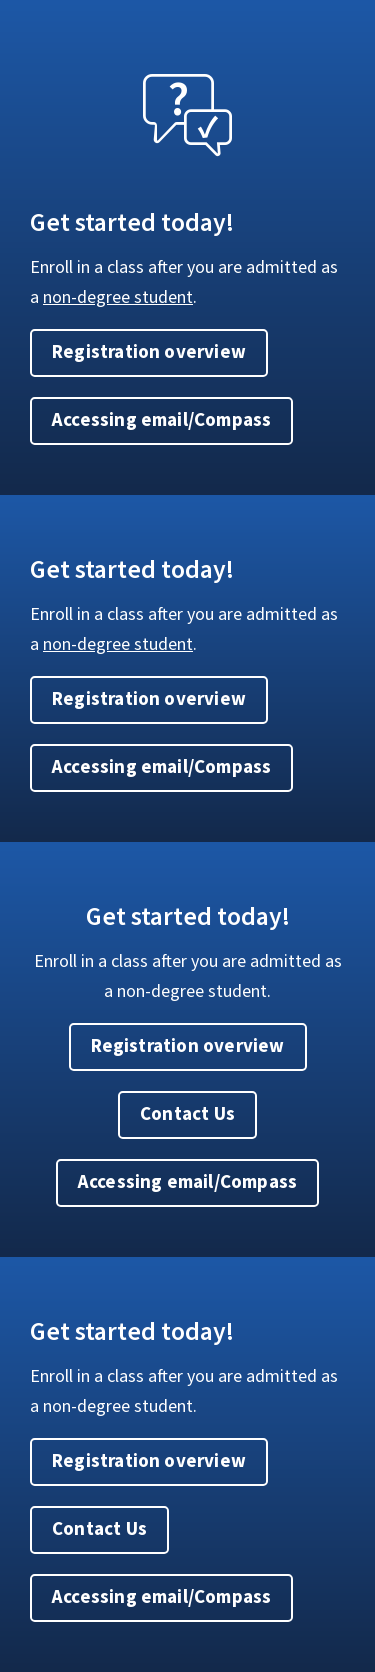 ?
Get started today!
Enroll in a class after you are admitted as
a non-degree student.
Registration overview
Accessing email/Compass
Get started today!
Enroll in a class after you are admitted as
a non-degree student.
Registration overview
Accessing email/Compass
Get started today!
Enroll in a class after you are admitted as
a non-degree student.
Registration overview
Contact Us
Accessing email/Compass
Get started today!
Enroll in a class after you are admitted as
a non-degree student.
Registration overview
Contact Us
Accessing email/Compass